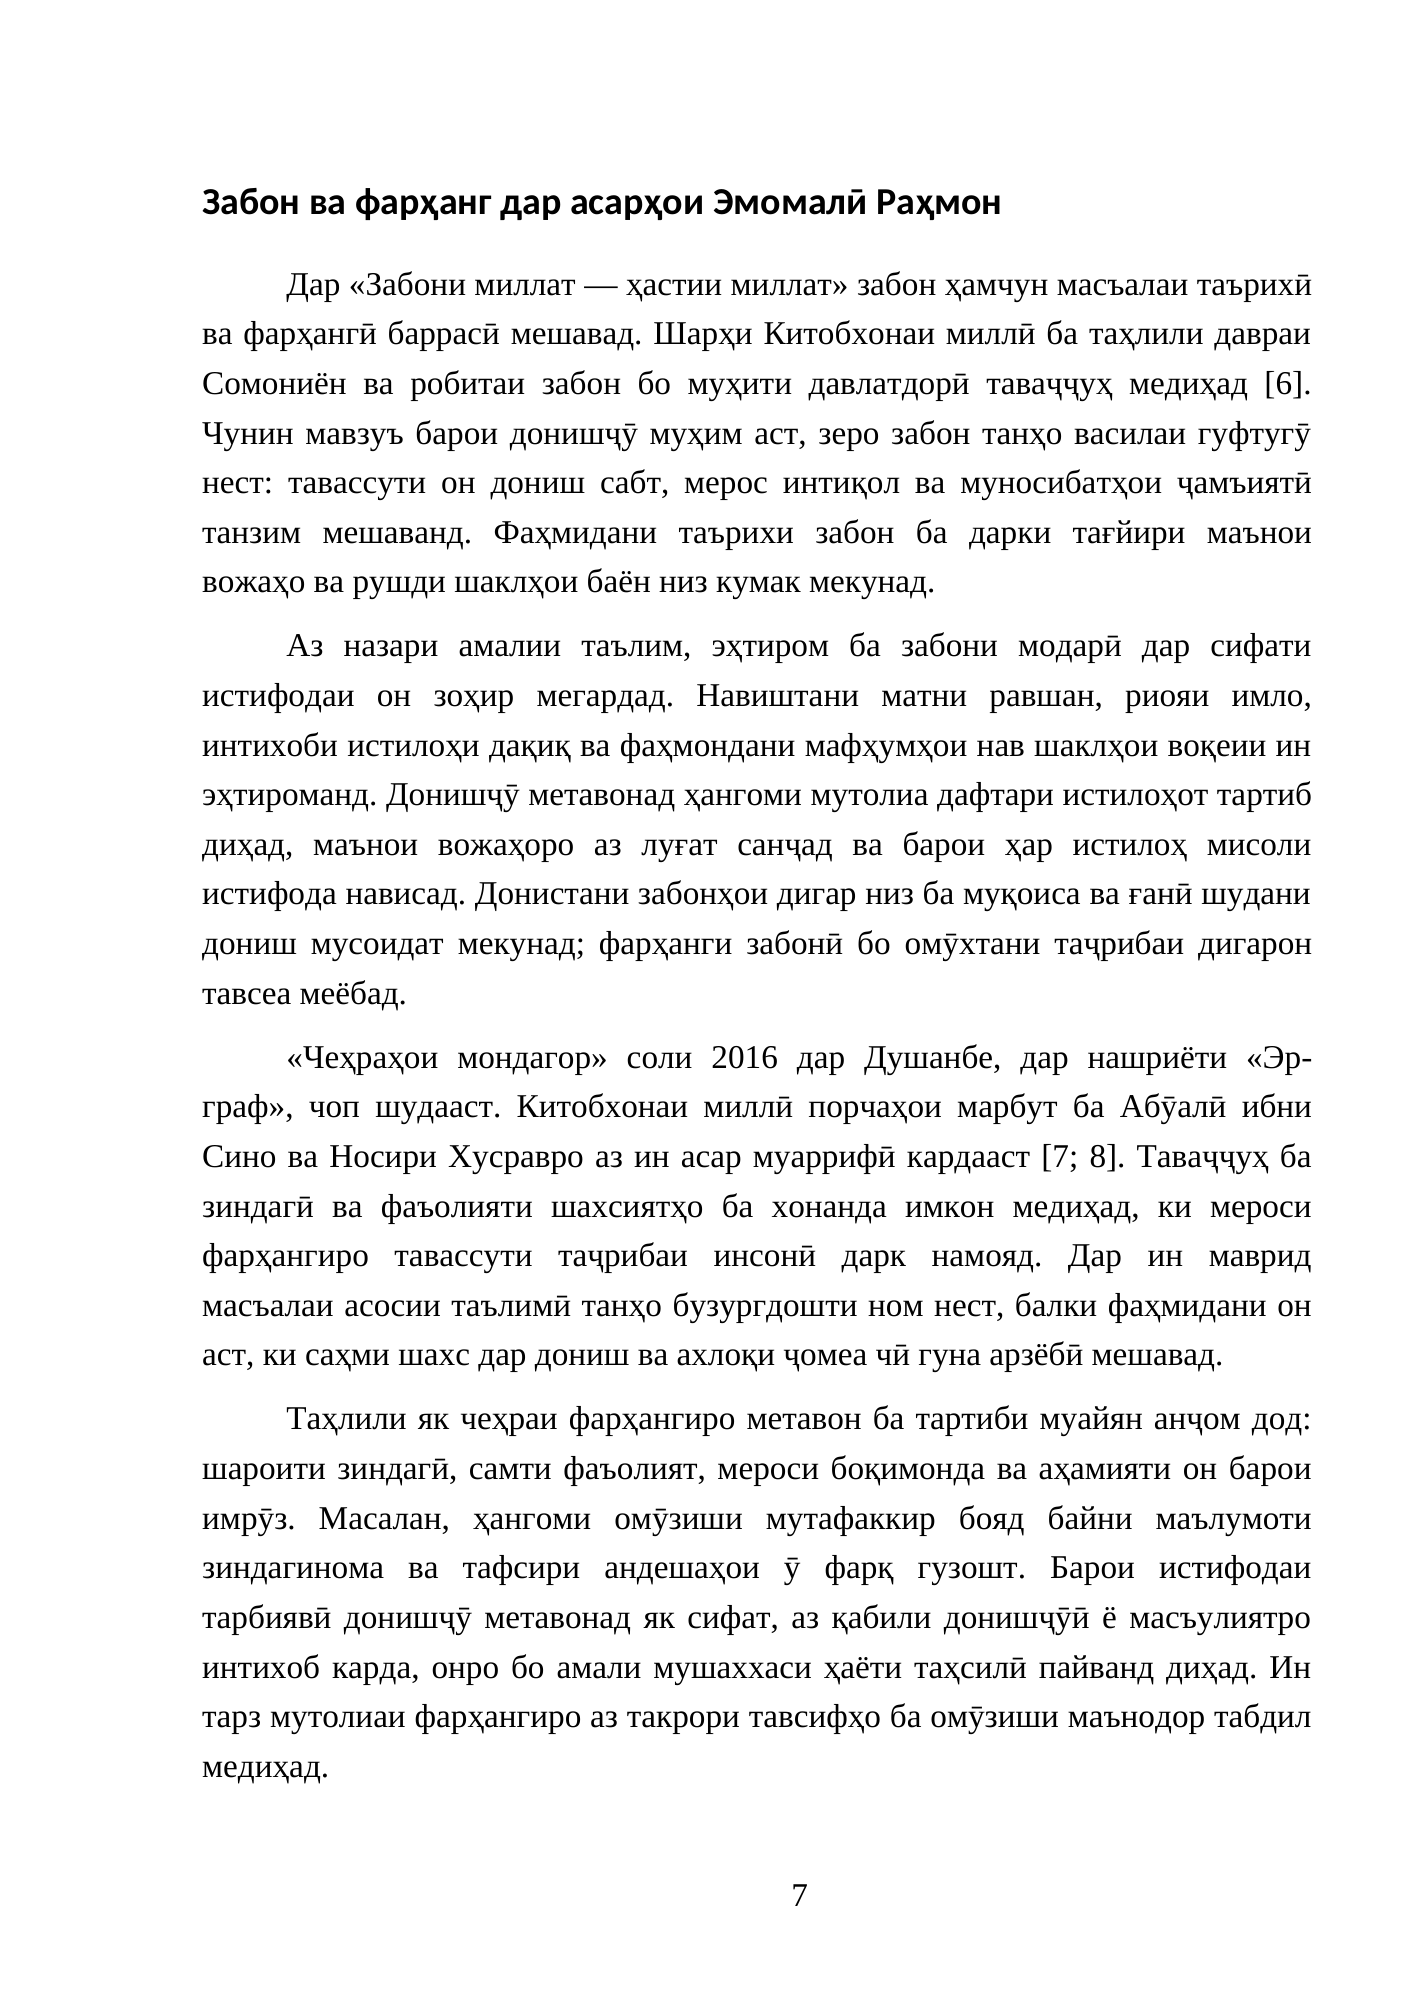 Забон ва фарҳанг дар асарҳои Эмомалӣ Раҳмон
Дар «Забони миллат — ҳастии миллат» забон ҳамчун масъалаи таърихӣ
ва фарҳангӣ баррасӣ мешавад. Шарҳи Китобхонаи миллӣ ба таҳлили давраи
Сомониён ва робитаи забон бо муҳити давлатдорӣ таваҷҷуҳ медиҳад [6].
Чунин мавзуъ барои донишҷӯ муҳим аст, зеро забон танҳо василаи гуфтугӯ
нест: тавассути он дониш сабт, мерос интиқол ва муносибатҳои ҷамъиятӣ
танзим мешаванд. Фаҳмидани таърихи забон ба дарки тағйири маънои
вожаҳо ва рушди шаклҳои баён низ кумак мекунад.
Аз назари амалии таълим, эҳтиром ба забони модарӣ дар сифати
истифодаи он зоҳир мегардад. Навиштани матни равшан, риояи имло,
интихоби истилоҳи дақиқ ва фаҳмондани мафҳумҳои нав шаклҳои воқеии ин
эҳтироманд. Донишҷӯ метавонад ҳангоми мутолиа дафтари истилоҳот тартиб
диҳад, маънои вожаҳоро аз луғат санҷад ва барои ҳар истилоҳ мисоли
истифода нависад. Донистани забонҳои дигар низ ба муқоиса ва ғанӣ шудани
дониш мусоидат мекунад; фарҳанги забонӣ бо омӯхтани таҷрибаи дигарон
тавсеа меёбад.
«Чеҳраҳои мондагор» соли 2016 дар Душанбе, дар нашриёти «Эр-
граф», чоп шудааст. Китобхонаи миллӣ порчаҳои марбут ба Абӯалӣ ибни
Сино ва Носири Хусравро аз ин асар муаррифӣ кардааст [7; 8]. Таваҷҷуҳ ба
зиндагӣ ва фаъолияти шахсиятҳо ба хонанда имкон медиҳад, ки мероси
фарҳангиро тавассути таҷрибаи инсонӣ дарк намояд. Дар ин маврид
масъалаи асосии таълимӣ танҳо бузургдошти ном нест, балки фаҳмидани он
аст, ки саҳми шахс дар дониш ва ахлоқи ҷомеа чӣ гуна арзёбӣ мешавад.
Таҳлили як чеҳраи фарҳангиро метавон ба тартиби муайян анҷом дод:
шароити зиндагӣ, самти фаъолият, мероси боқимонда ва аҳамияти он барои
имрӯз. Масалан, ҳангоми омӯзиши мутафаккир бояд байни маълумоти
зиндагинома ва тафсири андешаҳои ӯ фарқ гузошт. Барои истифодаи
тарбиявӣ донишҷӯ метавонад як сифат, аз қабили донишҷӯӣ ё масъулиятро
интихоб карда, онро бо амали мушаххаси ҳаёти таҳсилӣ пайванд диҳад. Ин
тарз мутолиаи фарҳангиро аз такрори тавсифҳо ба омӯзиши маънодор табдил
медиҳад.
7